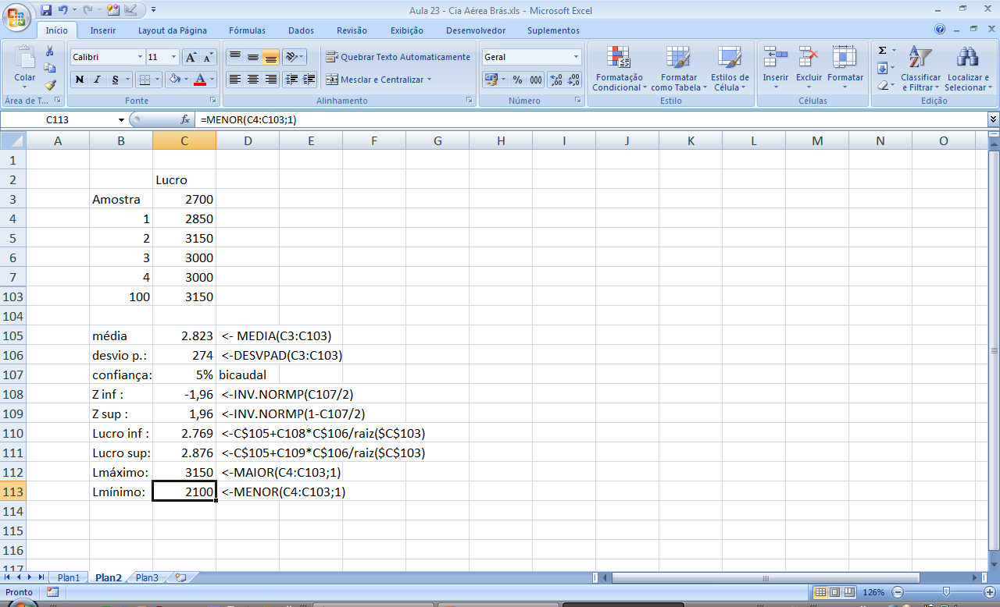 Aula 23 - Cia Aérea Brás.xls - Microsoft Excel
Início Inserir Layout da Página Fórmulas Dados Revisão Exibição Desenvolvedor Suplementos
Colar
Calibri 11
N I S
Quebrar Texto Automaticamente
Mesclar e Centralizar
Geral
% 000 ,0 ,00 ,00 ,0
Formatação Condicional
Formatar como Tabela
Estilos de Célula
Inserir Excluir Formatar
Σ
Classificar e Filtrar
Localizar e Selecionar
Área de T... Fonte Alinhamento Número Estilo Células Edição
C113 fx =MENOR(C4:C103;1)
A B C D E F G H I J K L M N O
1
2 Lucro
3 Amostra 2700
4 1 2850
5 2 3150
6 3 3000
7 4 3000
103 100 3150
104
105 média 2.823 <- MEDIA(C3:C103)
106 desvio p.: 274 <-DESVPAD(C3:C103)
107 confiança: 5% bicaudal
108 Z inf : -1,96 <-INV.NORMP(C107/2)
109 Z sup : 1,96 <-INV.NORMP(1-C107/2)
110 Lucro inf : 2.769 <-C$105+C108*C$106/raiz($C$103)
111 Lucro sup: 2.876 <-C$105+C109*C$106/raiz($C$103)
112 Lmáximo: 3150 <-MAIOR(C4:C103;1)
113 Lmínimo: 2100 <-MENOR(C4:C103;1)
114
115
116
117
Plan1 Plan2 Plan3
Pronto 126%